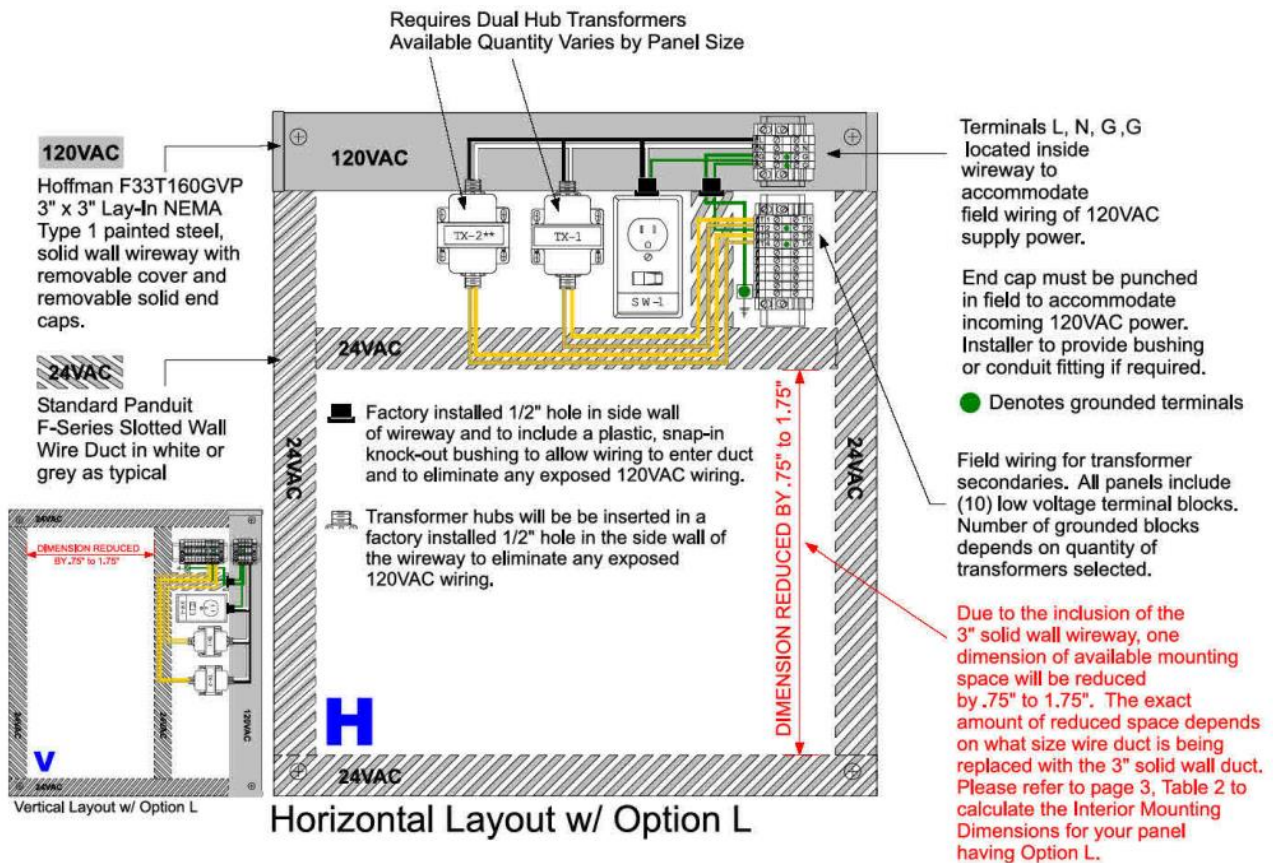 Requires Dual Hub Transformers
Available Quantity Varies by Panel Size
120VAC
Hoffman F33T160GVP
3" x 3" Lay-In NEMA
Type 1 painted steel,
solid wall wireway with
removable cover and
removable solid end
caps.
24VAC
Standard Panduit
F-Series Slotted Wall
Wire Duct in white or
grey as typical
120VAC
TX-2**
TX-1
SW-1
24VAC
24VAC
24VAC
24VAC
Factory installed 1/2" hole in side wall
of wireway and to include a plastic, snap-in
knock-out bushing to allow wiring to enter duct
and to eliminate any exposed 120VAC wiring.
Transformer hubs will be be inserted in a
factory installed 1/2" hole in the side wall of
the wireway to eliminate any exposed
120VAC wiring.
DIMENSION REDUCED BY .75" to 1.75"
H
Horizontal Layout w/ Option L
Terminals L, N, G ,G
located inside
wireway to
accommodate
field wiring of 120VAC
supply power.
End cap must be punched
in field to accommodate
incoming 120VAC power.
Installer to provide bushing
or conduit fitting if required.
Denotes grounded terminals
Field wiring for transformer
secondaries. All panels include
(10) low voltage terminal blocks.
Number of grounded blocks
depends on quantity of
transformers selected.
Due to the inclusion of the
3" solid wall wireway, one
dimension of available mounting
space will be reduced
by .75" to 1.75". The exact
amount of reduced space depends
on what size wire duct is being
replaced with the 3" solid wall duct.
Please refer to page 3, Table 2 to
calculate the Interior Mounting
Dimensions for your panel
having Option L.
24VAC
DIMENSION REDUCED
BY .75" to 1.75"
24VAC
24VAC
120VAC
V
24VAC
Vertical Layout w/ Option L